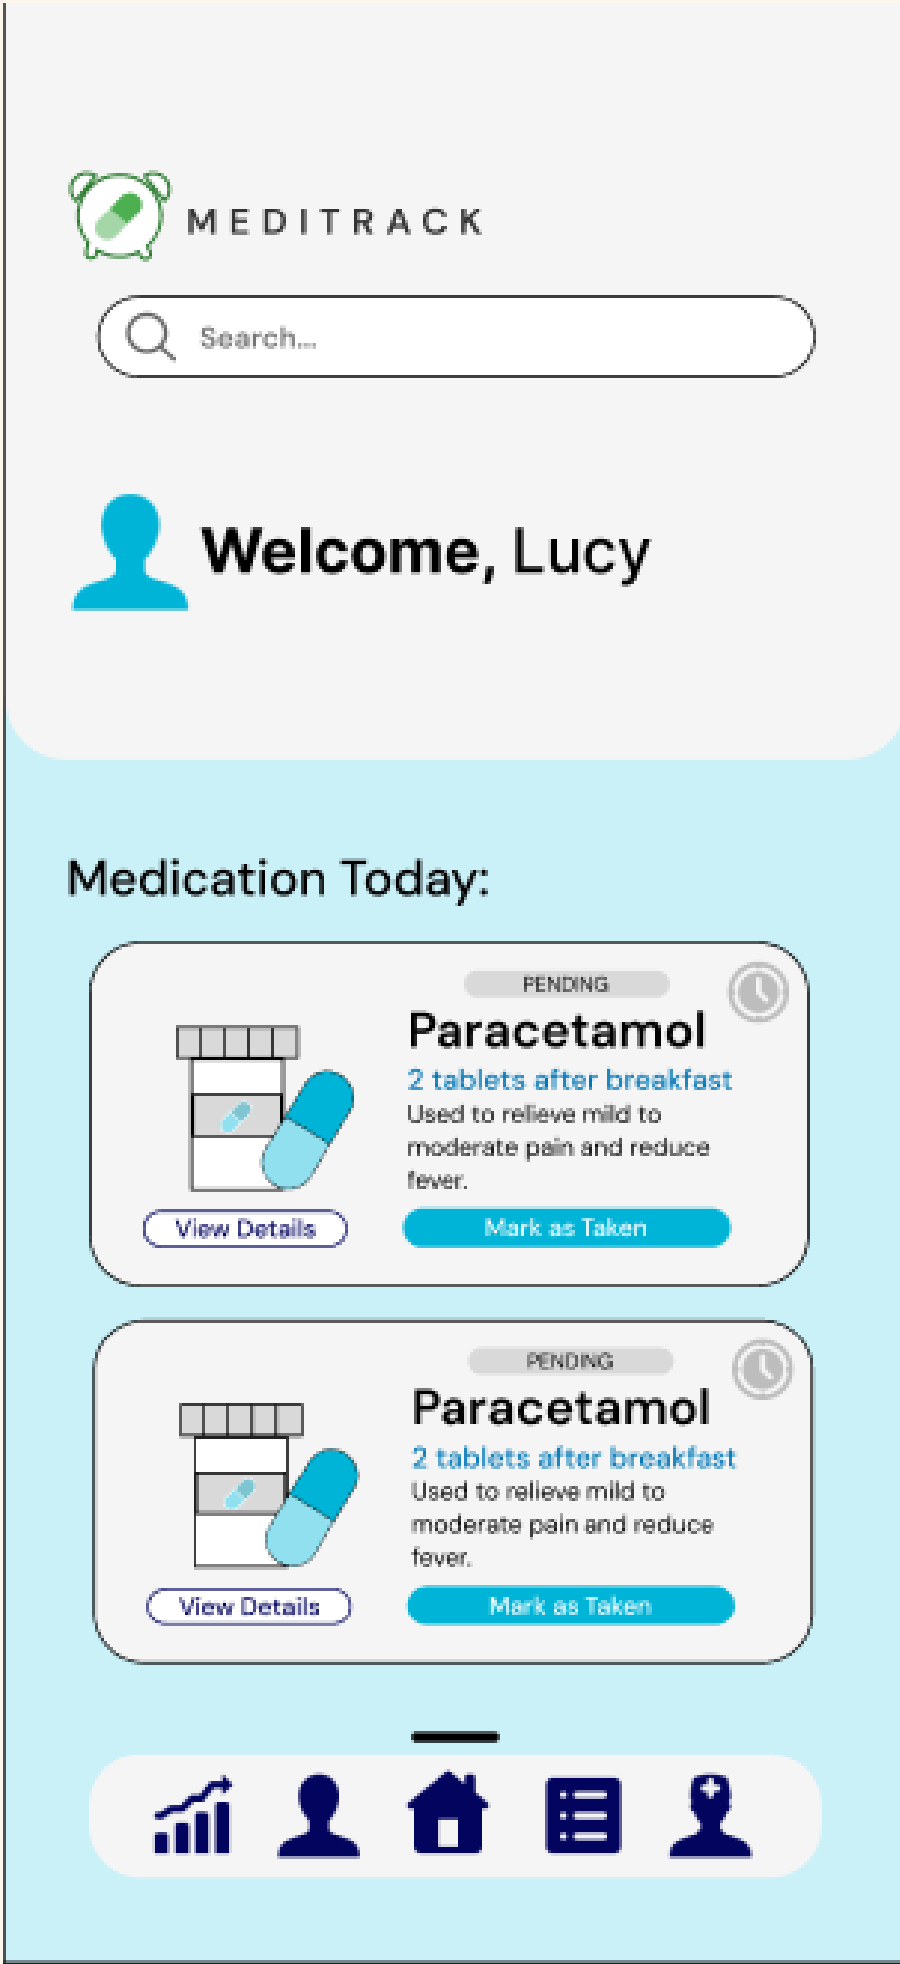 MEDITRACK
Search...
Welcome, Lucy
Medication Today:
PENDING
Paracetamol
2 tablets after breakfast
Used to relieve mild to
moderate pain and reduce
fever.
View Details
Mark as Taken
PENDING
Paracetamol
2 tablets after breakfast
Used to relieve mild to
moderate pain and reduce
fever.
View Details
Mark as Taken